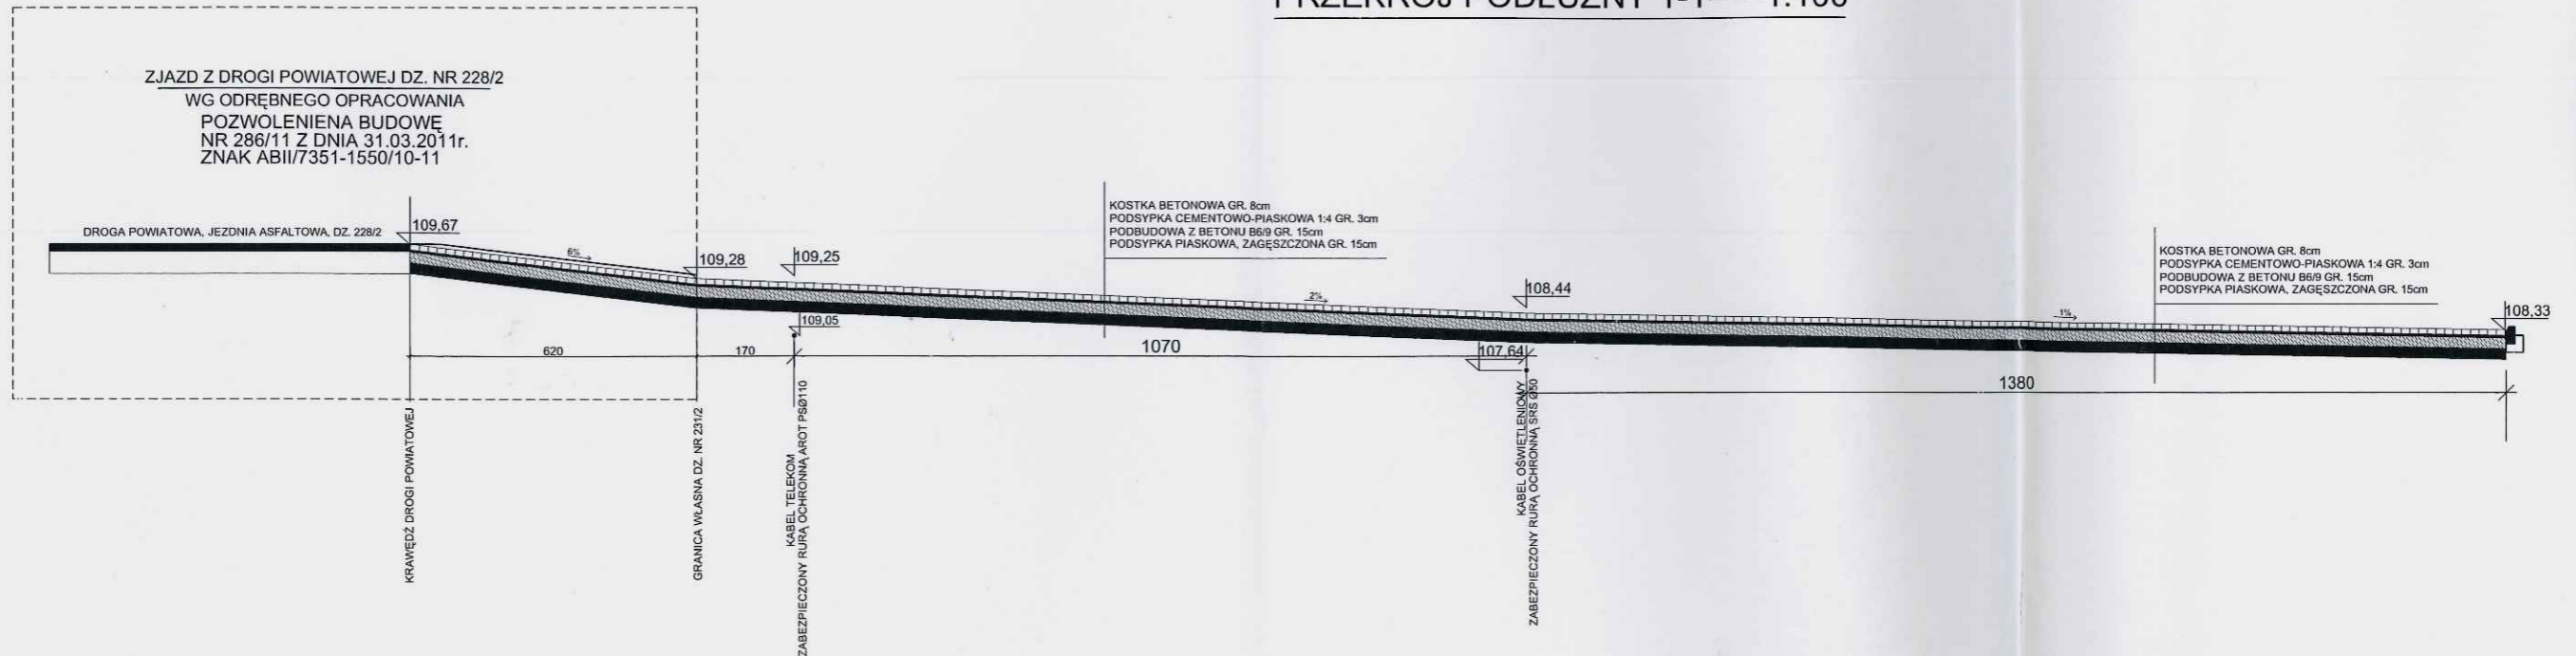 PRZEKRÓJ PODŁUŻNY 1-1 1:100
ZJAZD Z DROGI POWIATOWEJ DZ. NR 228/2
WG ODRĘBNEGO OPRACOWANIA
POZWOLENIENA BUDOWĘ
NR 286/11 Z DNIA 31.03.2011r.
ZNAK ABII/7351-1550/10-11
DROGA POWIATOWA, JEZDNIA ASFALTOWA, DZ. 228/2
109,67
6%
109,28
109,25
109,05
KOSTKA BETONOWA GR. 8cm
PODSYPKA CEMENTOWO-PIASKOWA 1:4 GR. 3cm
PODBUDOWA Z BETONU B6/9 GR. 15cm
PODSYPKA PIASKOWA, ZAGĘSZCZONA GR. 15cm
2%
108,44
107,64
KOSTKA BETONOWA GR. 8cm
PODSYPKA CEMENTOWO-PIASKOWA 1:4 GR. 3cm
PODBUDOWA Z BETONU B6/9 GR. 15cm
PODSYPKA PIASKOWA, ZAGĘSZCZONA GR. 15cm
1%
108,33
620
170
1070
1380
KRAWĘDŹ DROGI POWIATOWEJ
GRANICA WŁASNA DZ. NR 231/2
KABEL TELEKOM
ZABEZPIECZONY RURĄ OCHRONNĄ AROT PSØ110
KABEL OŚWIETLENIOWY
ZABEZPIECZONY RURĄ OCHRONNĄ SRS Ø50